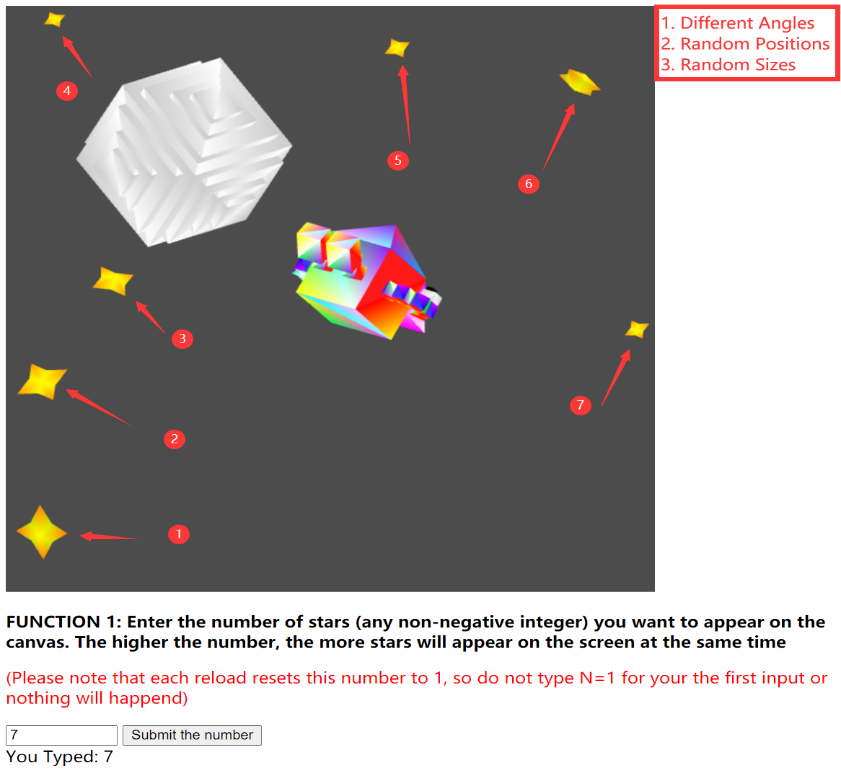 1. Different Angles
2. Random Positions
3. Random Sizes
4
5
6
3
7
2
1
FUNCTION 1: Enter the number of stars (any non-negative integer) you want to appear on the
canvas. The higher the number, the more stars will appear on the screen at the same time
(Please note that each reload resets this number to 1, so do not type N=1 for your the first input or
nothing will happend)
7 Submit the number
You Typed: 7